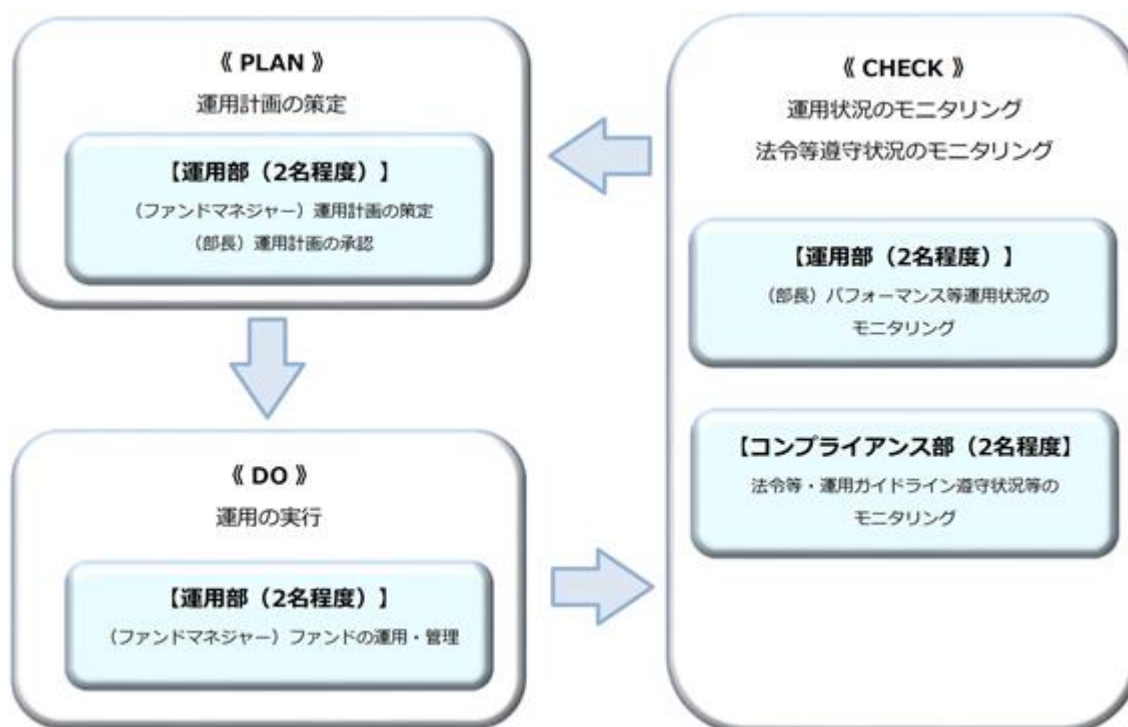 《 PLAN 》
運用計画の策定
【運用部（2名程度）】
（ファンドマネジャー）運用計画の策定
（部長）運用計画の承認
《 DO 》
運用の実行
【運用部（2名程度）】
（ファンドマネジャー）ファンドの運用・管理
《 CHECK 》
運用状況のモニタリング
法令等遵守状況のモニタリング
【運用部（2名程度）】
（部長）パフォーマンス等運用状況の
モニタリング
【コンプライアンス部（2名程度】
法令等・運用ガイドライン遵守状況等の
モニタリング